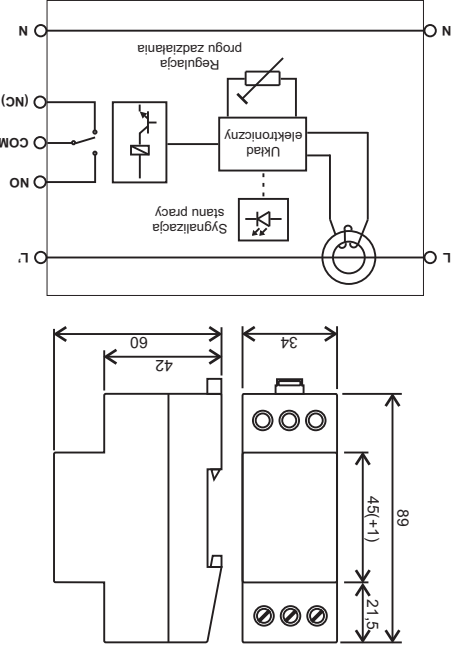 21,5
45(+1)
89
34
42
60
L
L'
Sygnalizacja
stanu pracy
NO
Układ
elektroniczny
COM
(NC)
Regulacja
progu zadziałania
N
N